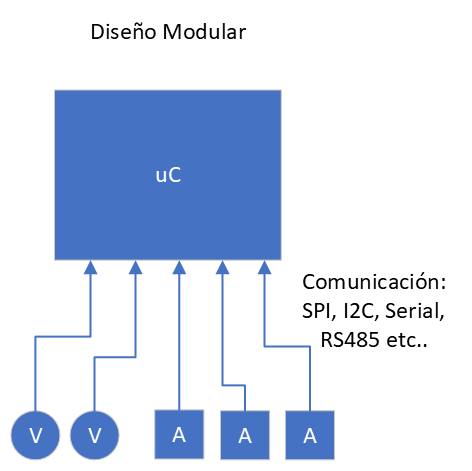 Diseño Modular
uC
Comunicación:
SPI, I2C, Serial,
RS485 etc..
V
V
A
A
A